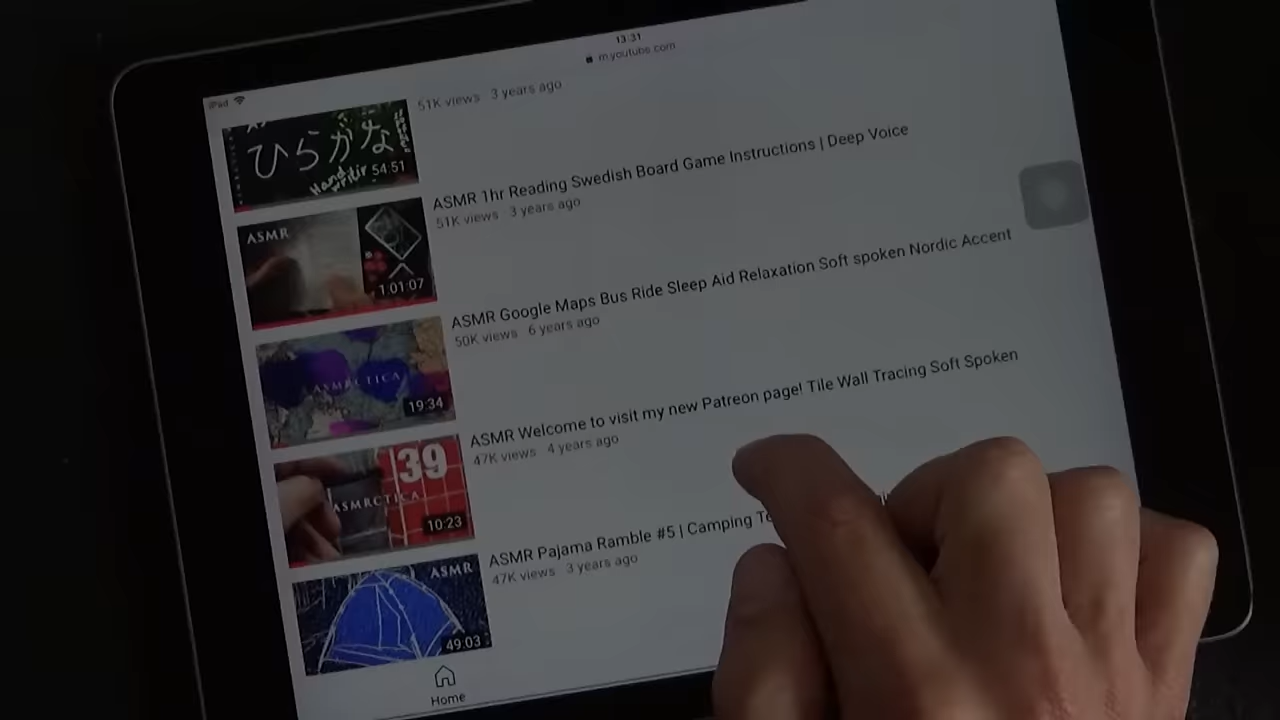 13:31
iPad
m.youtube.com
51K views 3 years ago
ひらがな
54:51
ASMR 1hr Reading Swedish Board Game Instructions | Deep Voice
51K views 3 years ago
ASMR
1:01:07
ASMR Google Maps Bus Ride Sleep Aid Relaxation Soft spoken Nordic Accent
50K views 6 years ago
ASMRCTICA
19:34
ASMR Welcome to visit my new Patreon page! Tile Wall Tracing Soft Spoken
47K views 4 years ago
39
ASMRCTICA
10:23
ASMR Pajama Ramble #5 | Camping
47K views 3 years ago
ASMR
49:03
Home